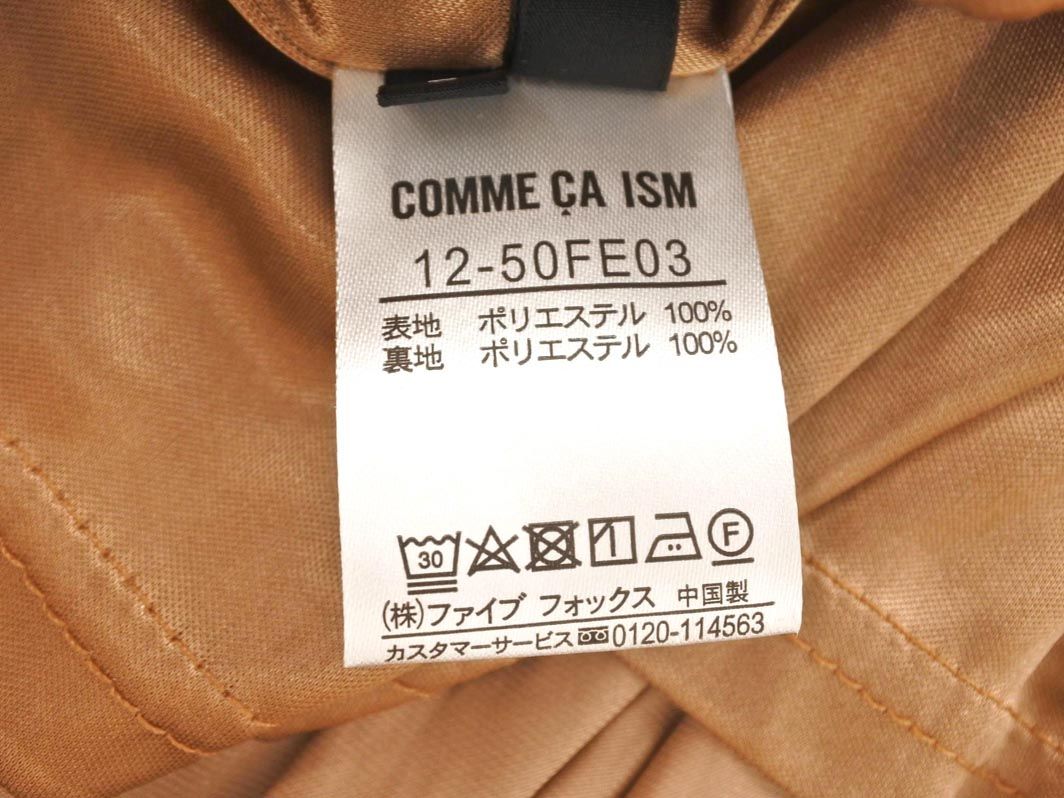 COMME ÇA ISM
12-50FE03
表地 ポリエステル 100%
裏地 ポリエステル 100%
30 F
(株)ファイブ フォックス 中国製
カスタマーサービス 0120-114563